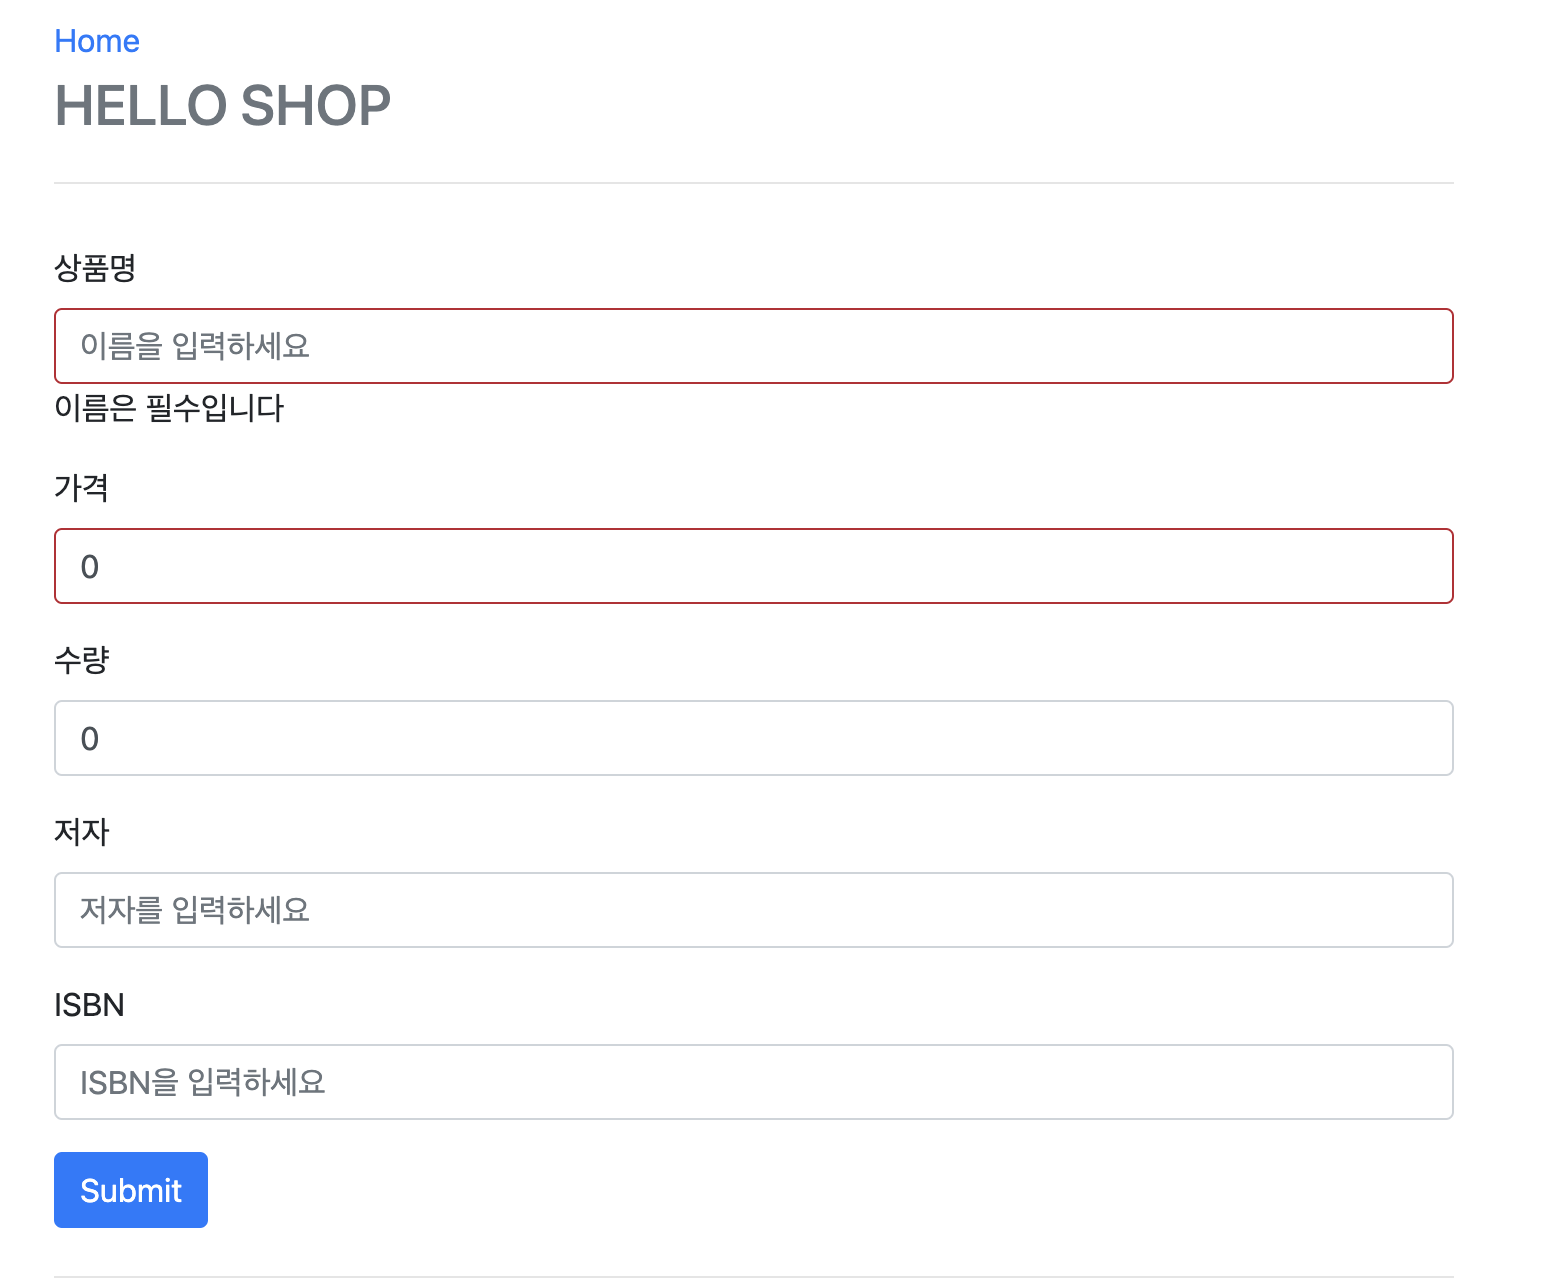 Home
HELLO SHOP
상품명
이름을 입력하세요
이름은 필수입니다
가격
0
수량
0
저자
저자를 입력하세요
ISBN
ISBN을 입력하세요
Submit